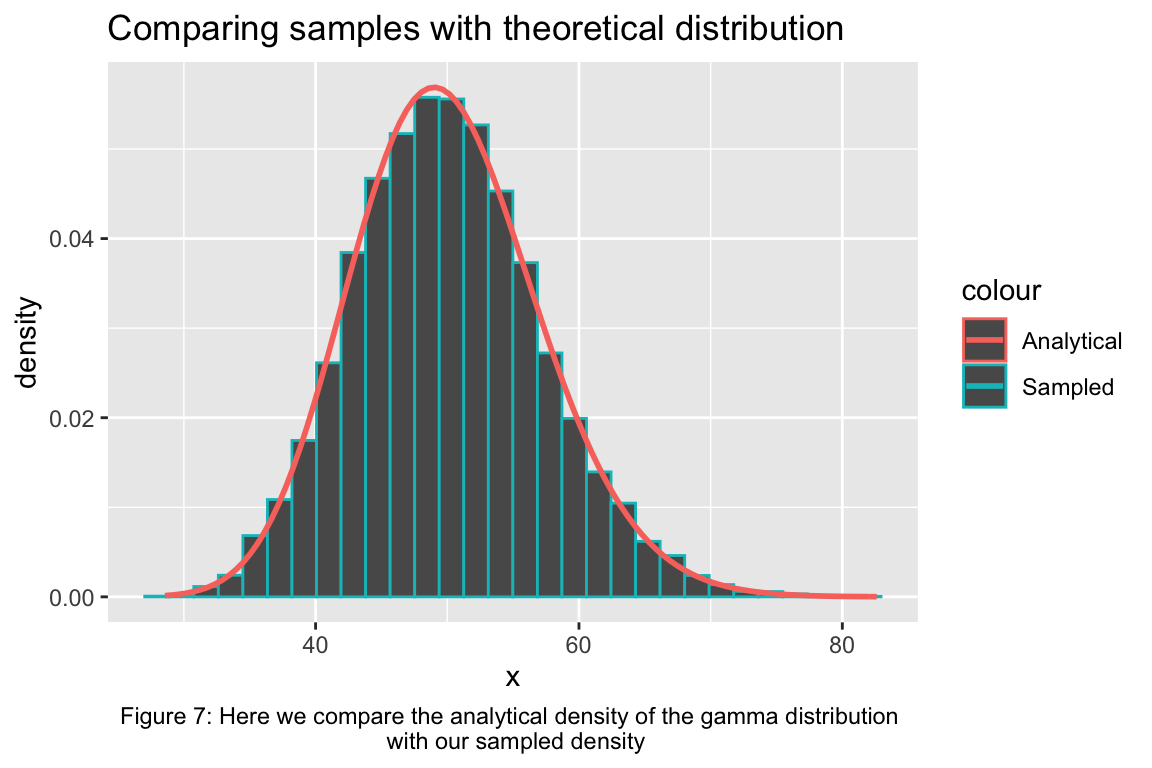 Comparing samples with theoretical distribution
density
0.04
0.02
0.00
40
60
80
x
colour
Analytical
Sampled
Figure 7: Here we compare the analytical density of the gamma distribution
with our sampled density